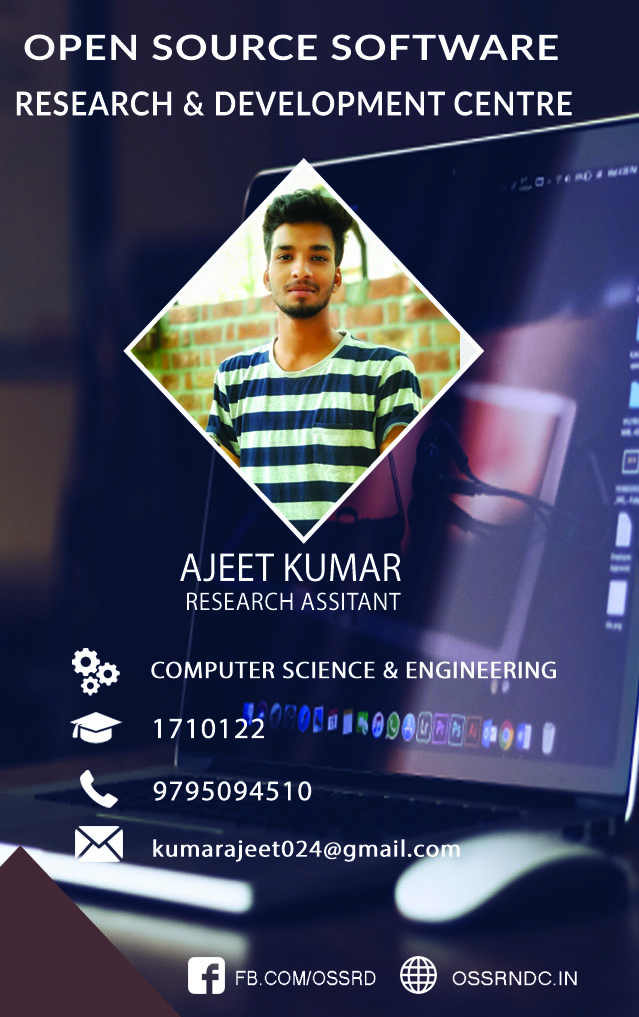 OPEN SOURCE SOFTWARE
RESEARCH & DEVELOPMENT CENTRE
AJEET KUMAR
RESEARCH ASSITANT
COMPUTER SCIENCE & ENGINEERING
1710122
9795094510
kumarajeet024@gmail.com
FB.COM/OSSRD OSSRNDC.IN